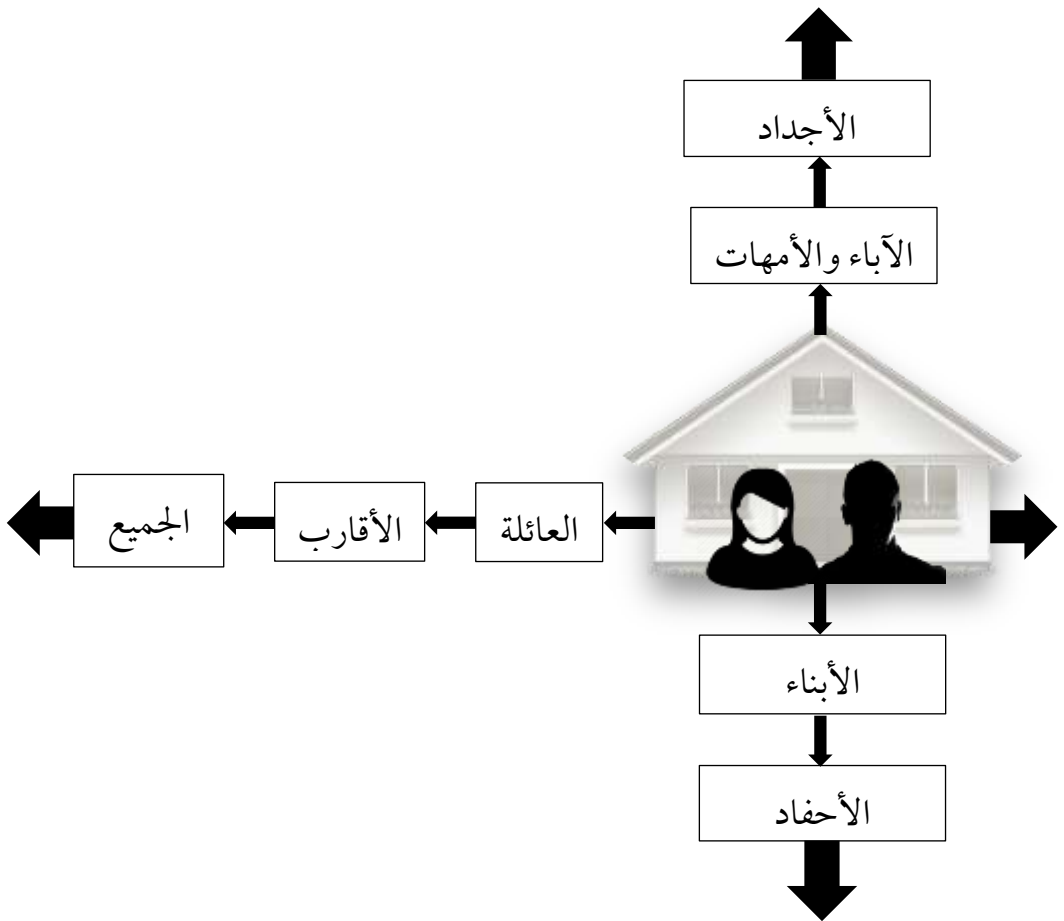 الأجداد
الآباء والأمهات
العائلة
الأقارب
الجميع
الأبناء
الأحفاد